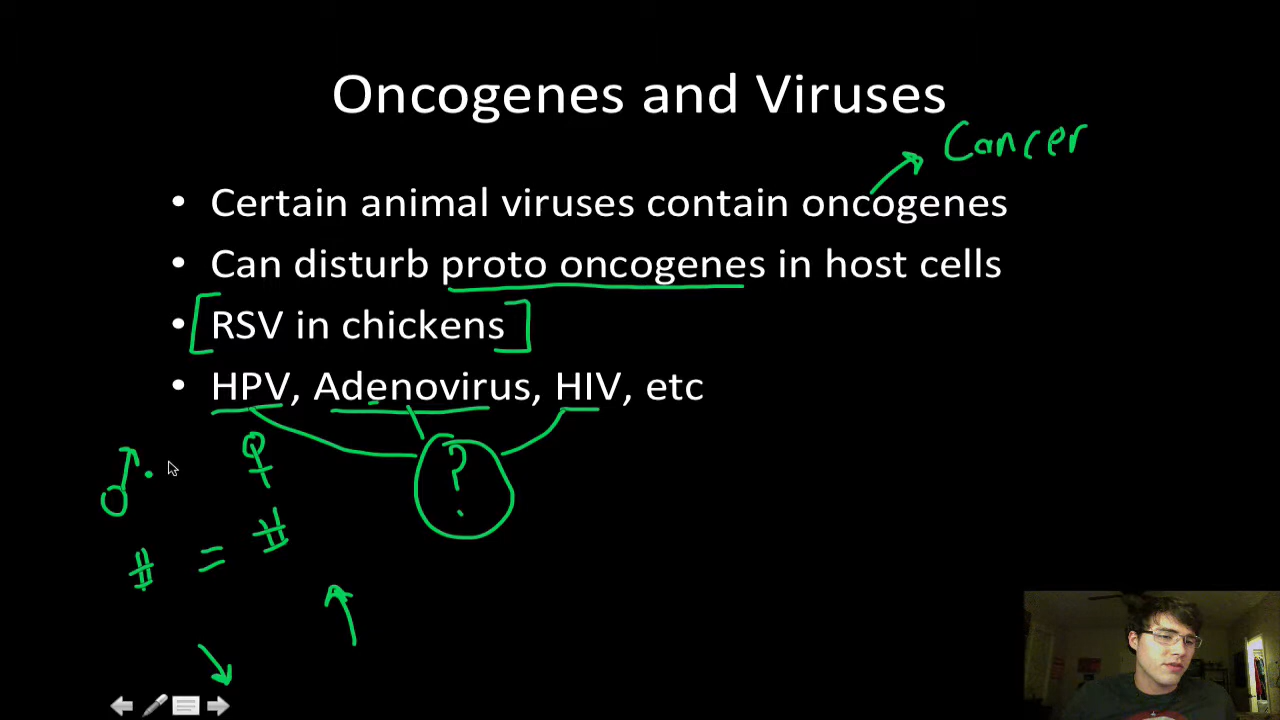 Oncogenes and Viruses
Cancer
• Certain animal viruses contain oncogenes
• Can disturb proto oncogenes in host cells
• [RSV in chickens]
• HPV, Adenovirus, HIV, etc
♂ ♀ ?
# = #